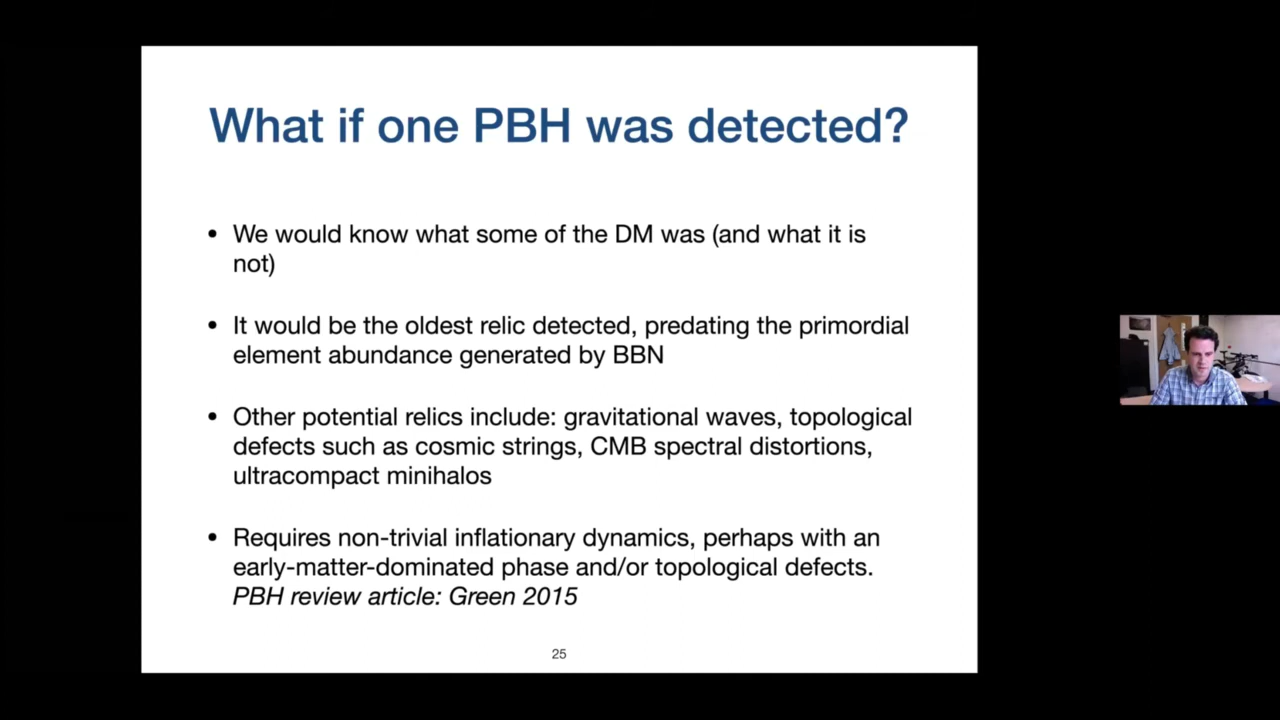 What if one PBH was detected?
• We would know what some of the DM was (and what it is
not)
• It would be the oldest relic detected, predating the primordial
element abundance generated by BBN
• Other potential relics include: gravitational waves, topological
defects such as cosmic strings, CMB spectral distortions,
ultracompact minihalos
• Requires non-trivial inflationary dynamics, perhaps with an
early-matter-dominated phase and/or topological defects.
PBH review article: Green 2015
25